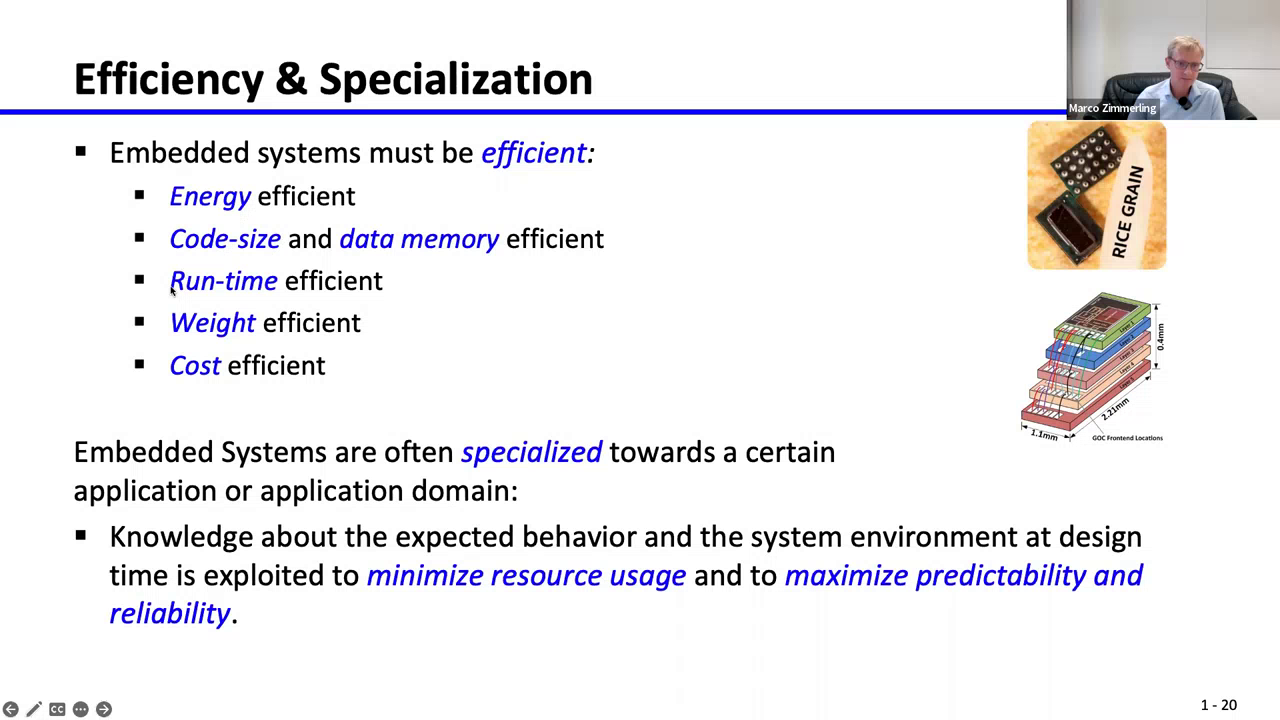 Efficiency & Specialization
Marco Zimmerling
▪ Embedded systems must be efficient:
▪ Energy efficient
▪ Code-size and data memory efficient
▪ Run-time efficient
▪ Weight efficient
▪ Cost efficient
RICE GRAIN
Layer 1
0.4mm
2.21mm
1.1mm
GOC Frontend Locations
Embedded Systems are often specialized towards a certain
application or application domain:
▪ Knowledge about the expected behavior and the system environment at design
time is exploited to minimize resource usage and to maximize predictability and
reliability.
CC
1 - 20